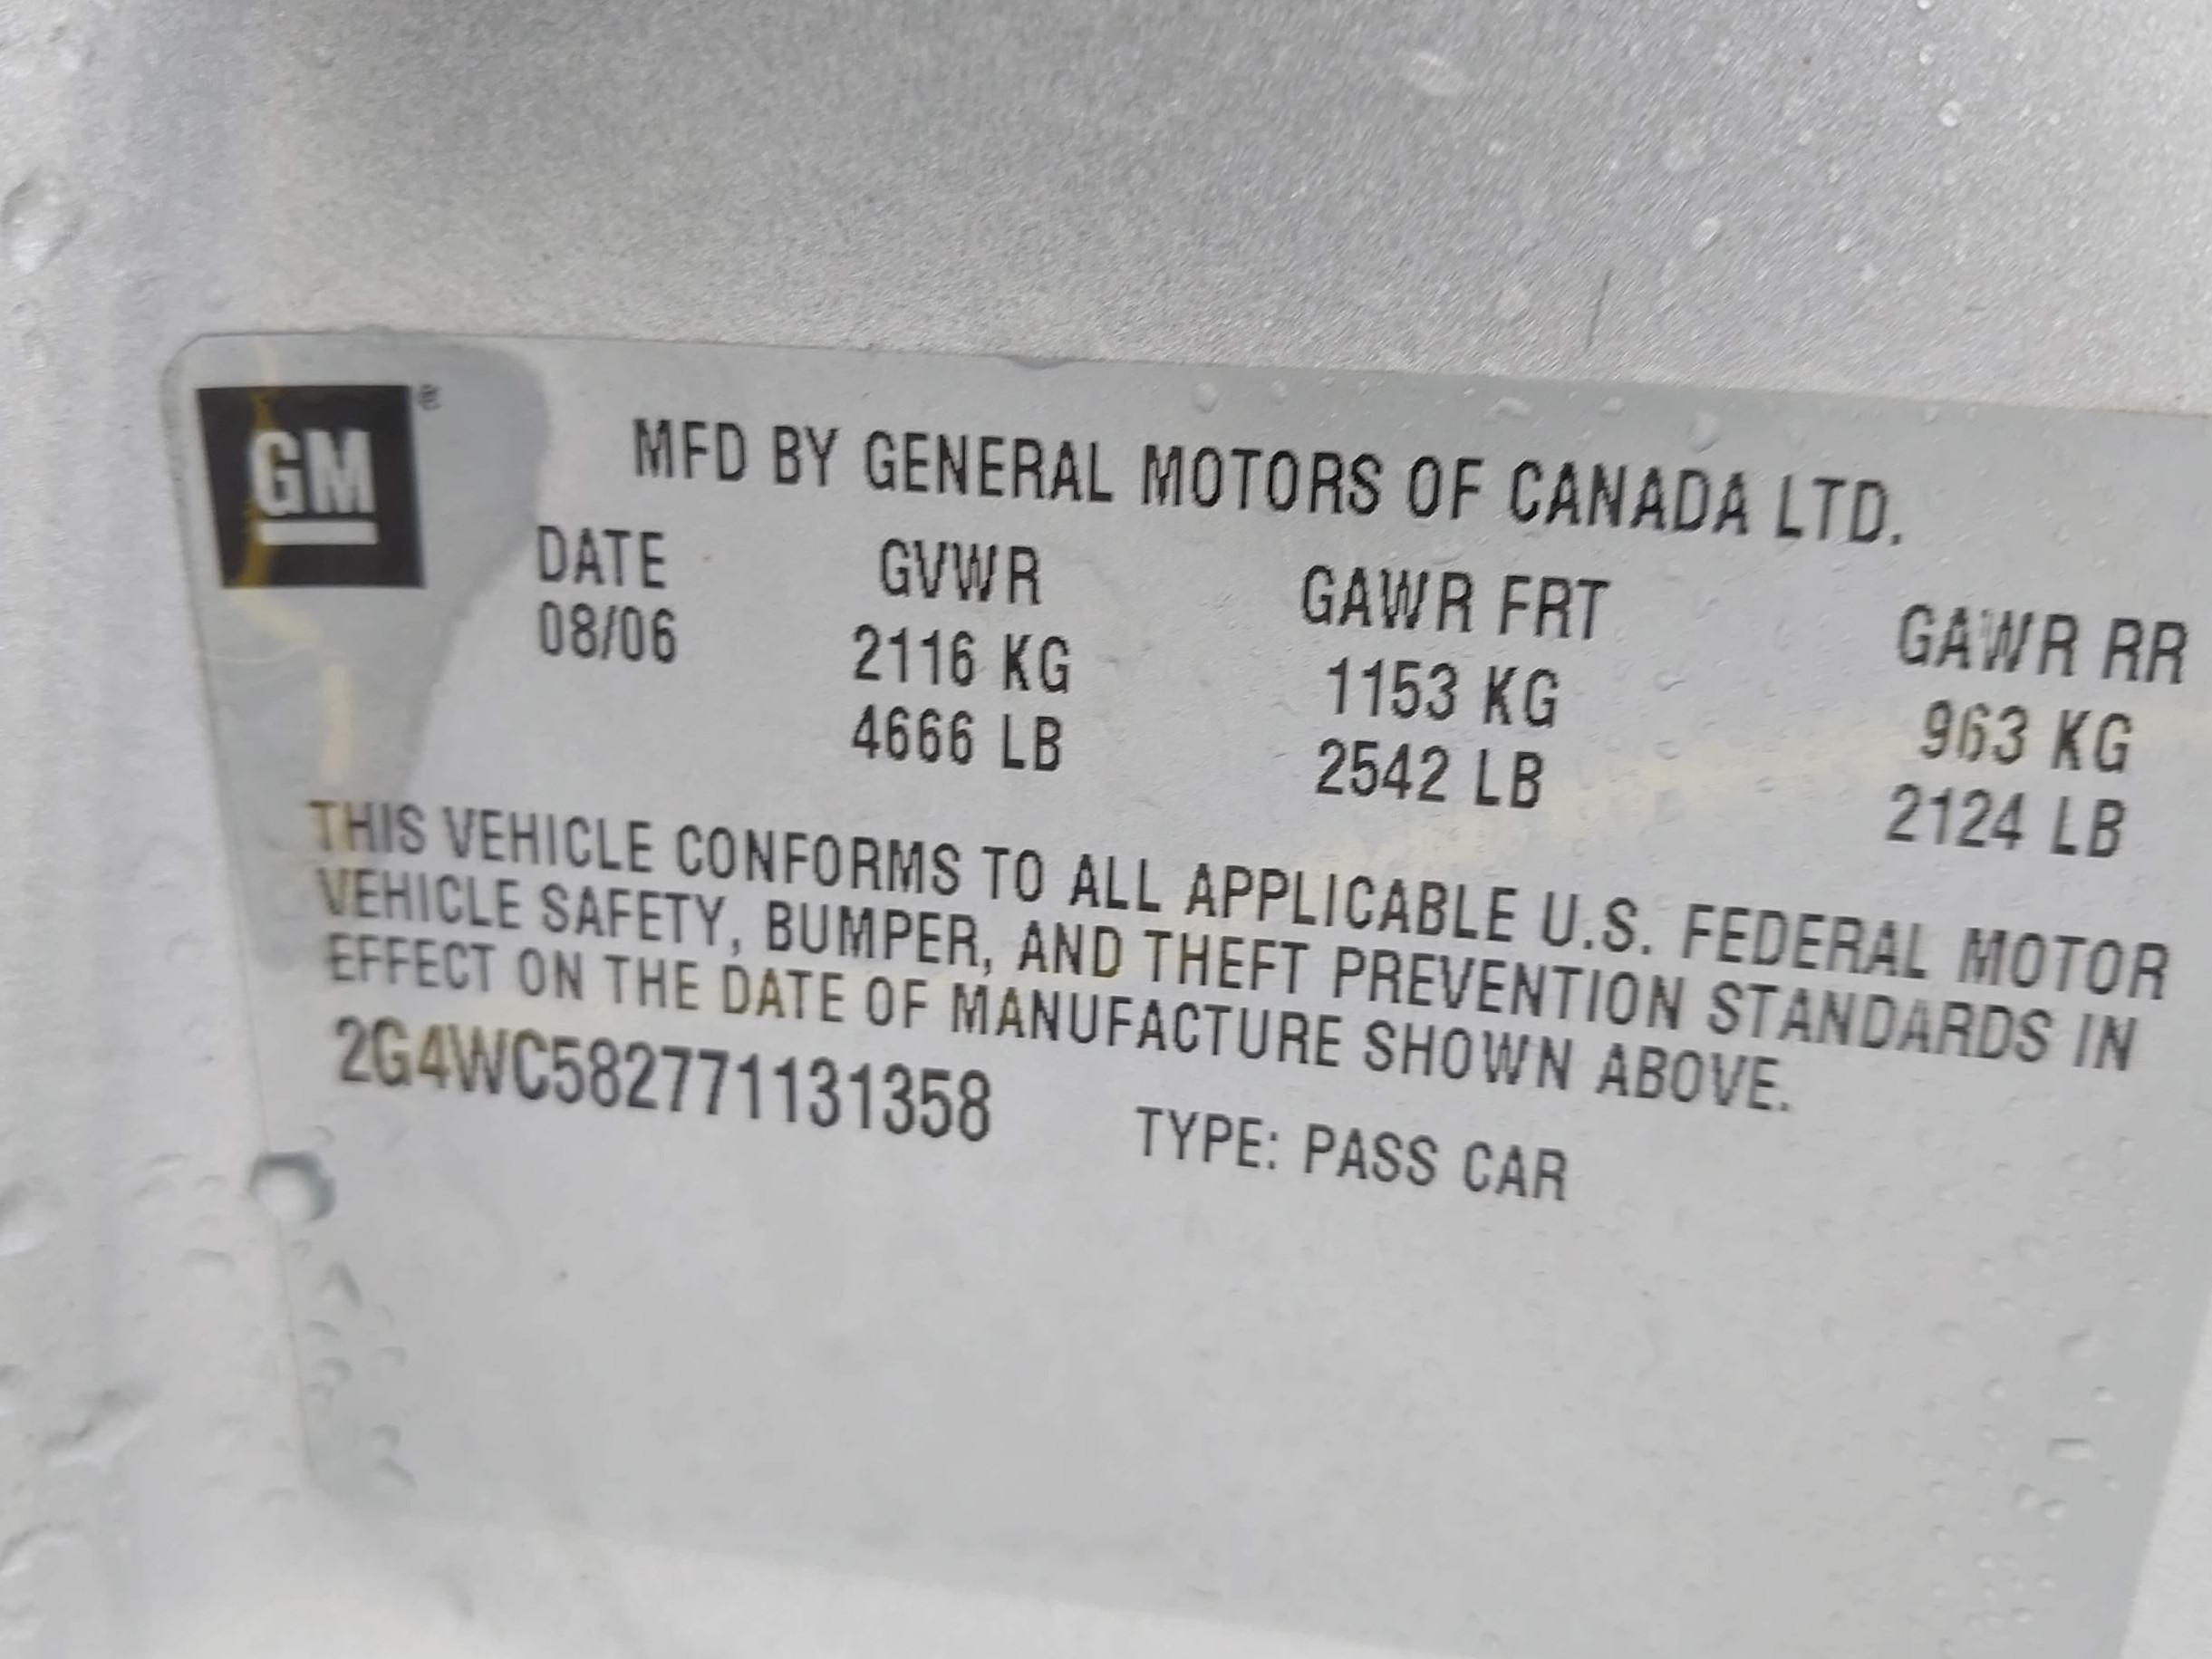 GM®
MFD BY GENERAL MOTORS OF CANADA LTD.
DATE GVWR GAWR FRT GAWR RR
08/06 2116 KG 1153 KG 963 KG
4666 LB 2542 LB 2124 LB
THIS VEHICLE CONFORMS TO ALL APPLICABLE U.S. FEDERAL MOTOR
VEHICLE SAFETY, BUMPER, AND THEFT PREVENTION STANDARDS IN
EFFECT ON THE DATE OF MANUFACTURE SHOWN ABOVE.
2G4WC582771131358 TYPE: PASS CAR